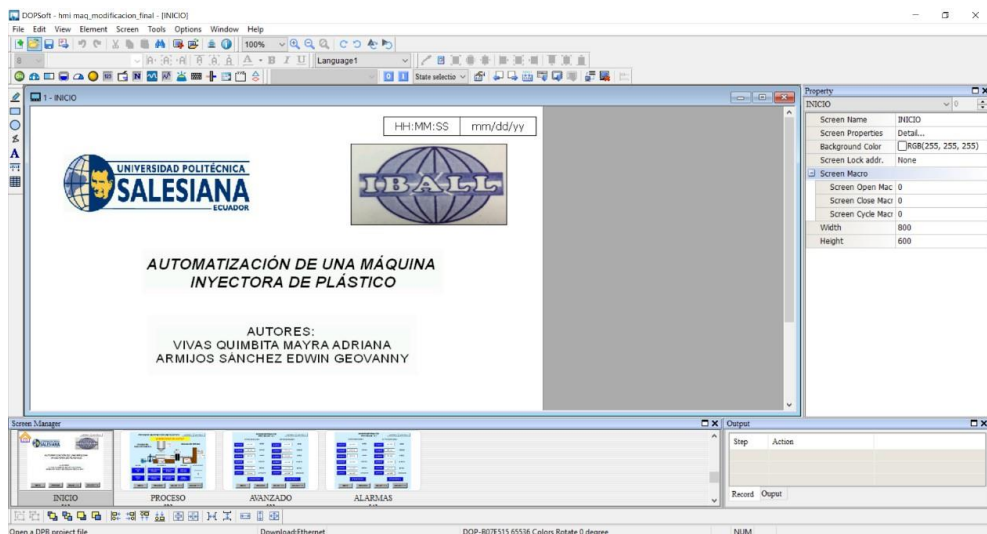 DOPSoft - hmi maq_modificacion_final - [INICIO]
File Edit View Element Screen Tools Options Window Help
100%
Language1
State selectio
1 - INICIO
HH:MM:SS mm/dd/yy
UNIVERSIDAD POLITÉCNICA
SALESIANA
ECUADOR
IBALL
AUTOMATIZACIÓN DE UNA MÁQUINA
INYECTORA DE PLÁSTICO
AUTORES:
VIVAS QUIMBITA MAYRA ADRIANA
ARMIJOS SÁNCHEZ EDWIN GEOVANNY
Property
INICIO 0
Screen Name INICIO
Screen Properties Detail...
Background Color RGB(255, 255, 255)
Screen Lock addr. None
Screen Macro
Screen Open Mac 0
Screen Close Macr 0
Screen Cycle Macr 0
Width 800
Height 600
Screen Manager
INICIO PROCESO AVANZADO ALARMAS
Output
Step Action
Record Ouput
Open a DPB project file Download:Ethernet DOP-B07E515 65536 Colors Rotate 0 degree NUM